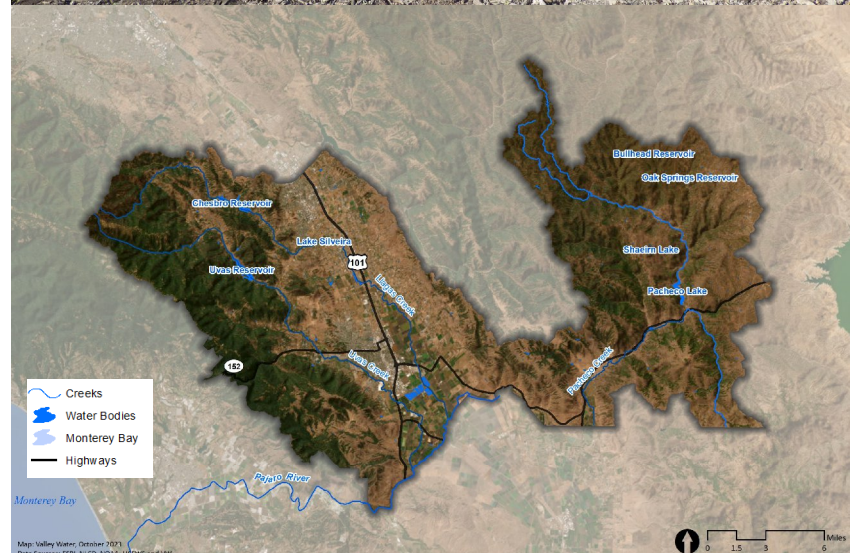 Bullhead Reservoir
Oak Springs Reservoir
Chesbro Reservoir
Lake Silveira
Shaeirn Lake
101
Uvas Reservoir
Llagas Creek
Pacheco Lake
Uvas Creek
Pacheco Creek
152
Creeks
Water Bodies
Monterey Bay
Highways
Pajaro River
Monterey Bay
Map: Valley Water, October 2021
Miles
0 1.5 3 6